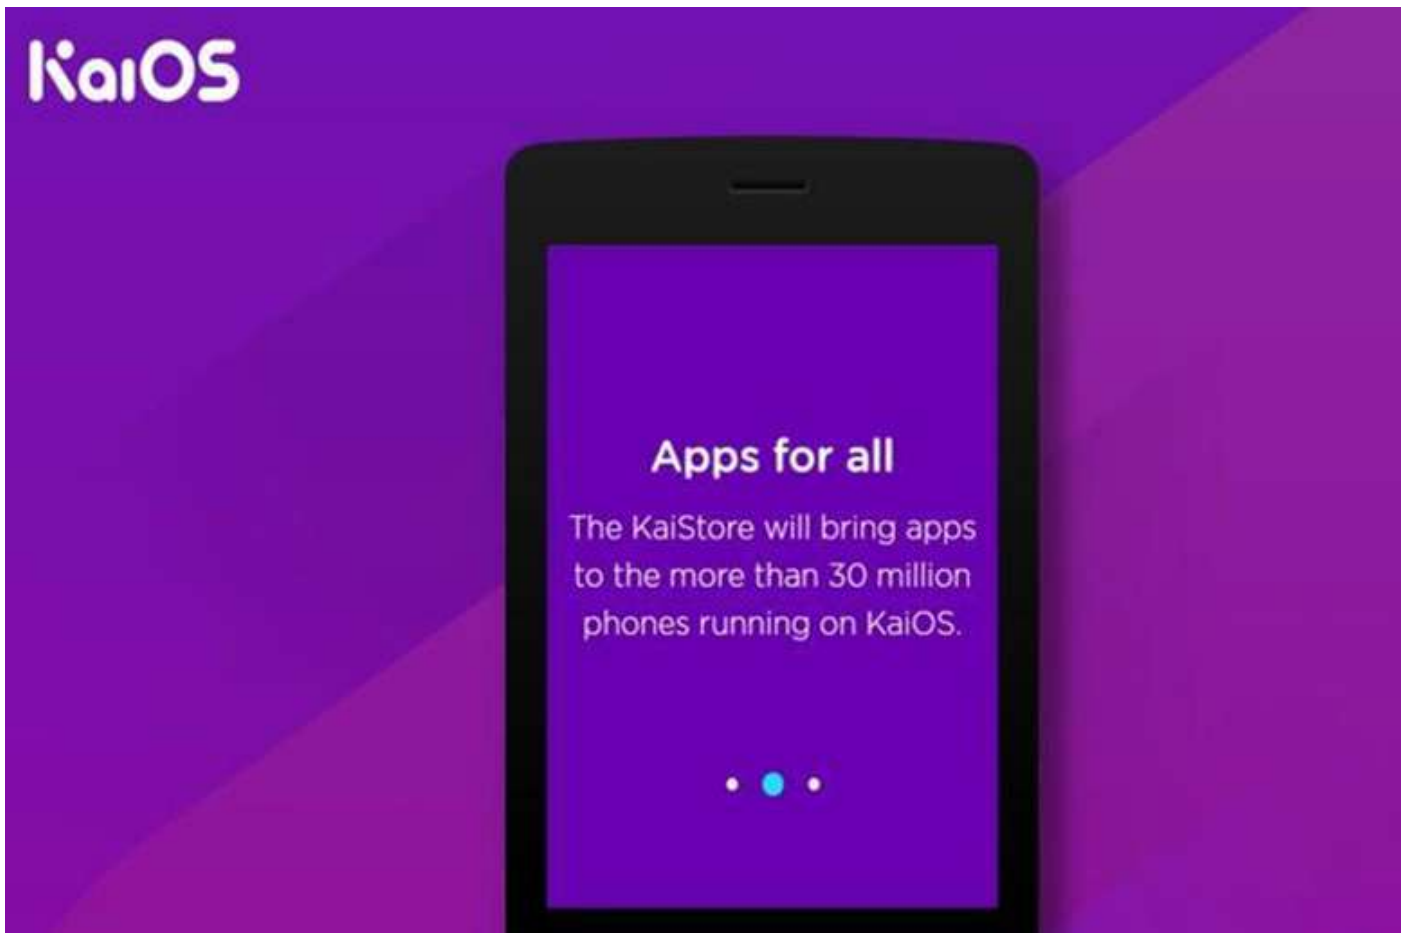 KaiOS
Apps for all
The KaiStore will bring apps
to the more than 30 million
phones running on KaiOS.